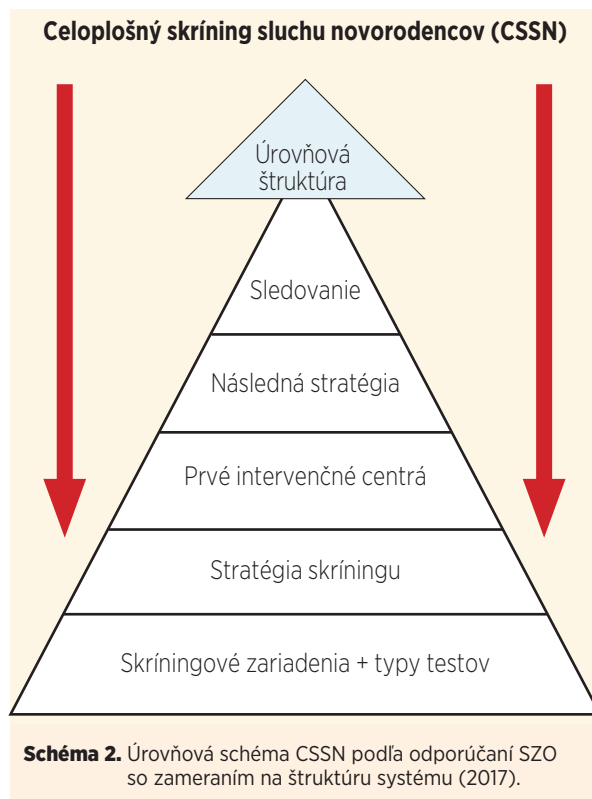 Celoplošný skríning sluchu novorodencov (CSSN)
Úrovňová
štruktúra
Sledovanie
Následná stratégia
Prvé intervenčné centrá
Stratégia skríningu
Skríningové zariadenia + typy testov
Schéma 2. Úrovňová schéma CSSN podľa odporúčaní SZO
so zameraním na štruktúru systému (2017).